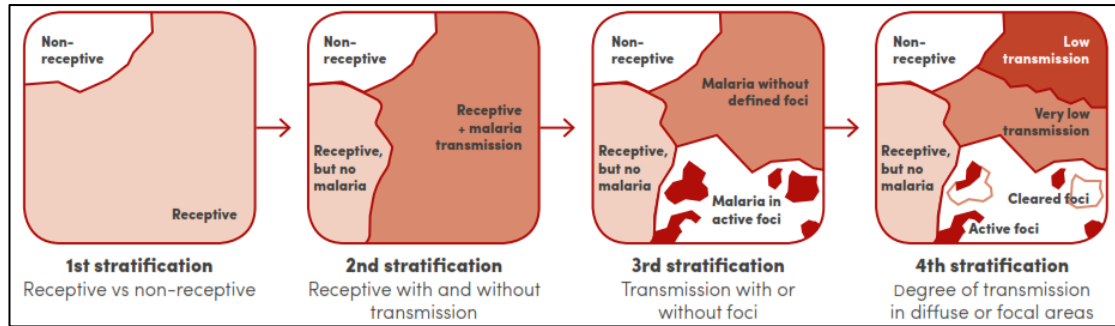 Non-
receptive
Receptive
1st stratification
Receptive vs non-receptive
Non-
receptive
Receptive
+ malaria
transmission
Receptive,
but no
malaria
2nd stratification
Receptive with and without
transmission
Non-
receptive
Malaria without
defined foci
Receptive,
but no
malaria
Malaria in
active foci
3rd stratification
Transmission with or
without foci
Non-
receptive
Low
transmission
Very low
transmission
Receptive,
but no
malaria
Cleared foci
Active foci
4th stratification
Degree of transmission
in diffuse or focal areas